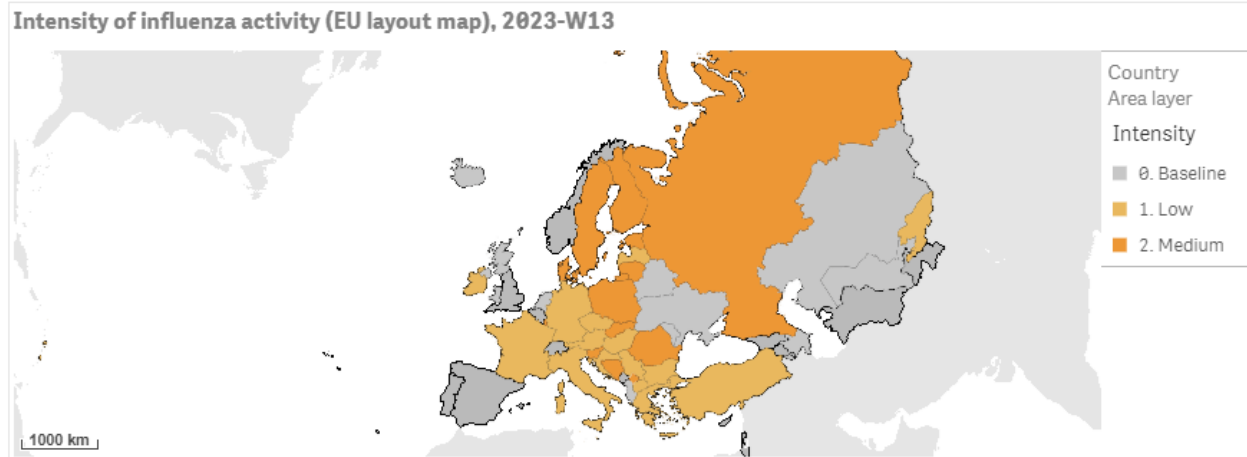 Intensity of influenza activity (EU layout map), 2023-W13
Country
Area layer
Intensity
0. Baseline
1. Low
2. Medium
1000 km